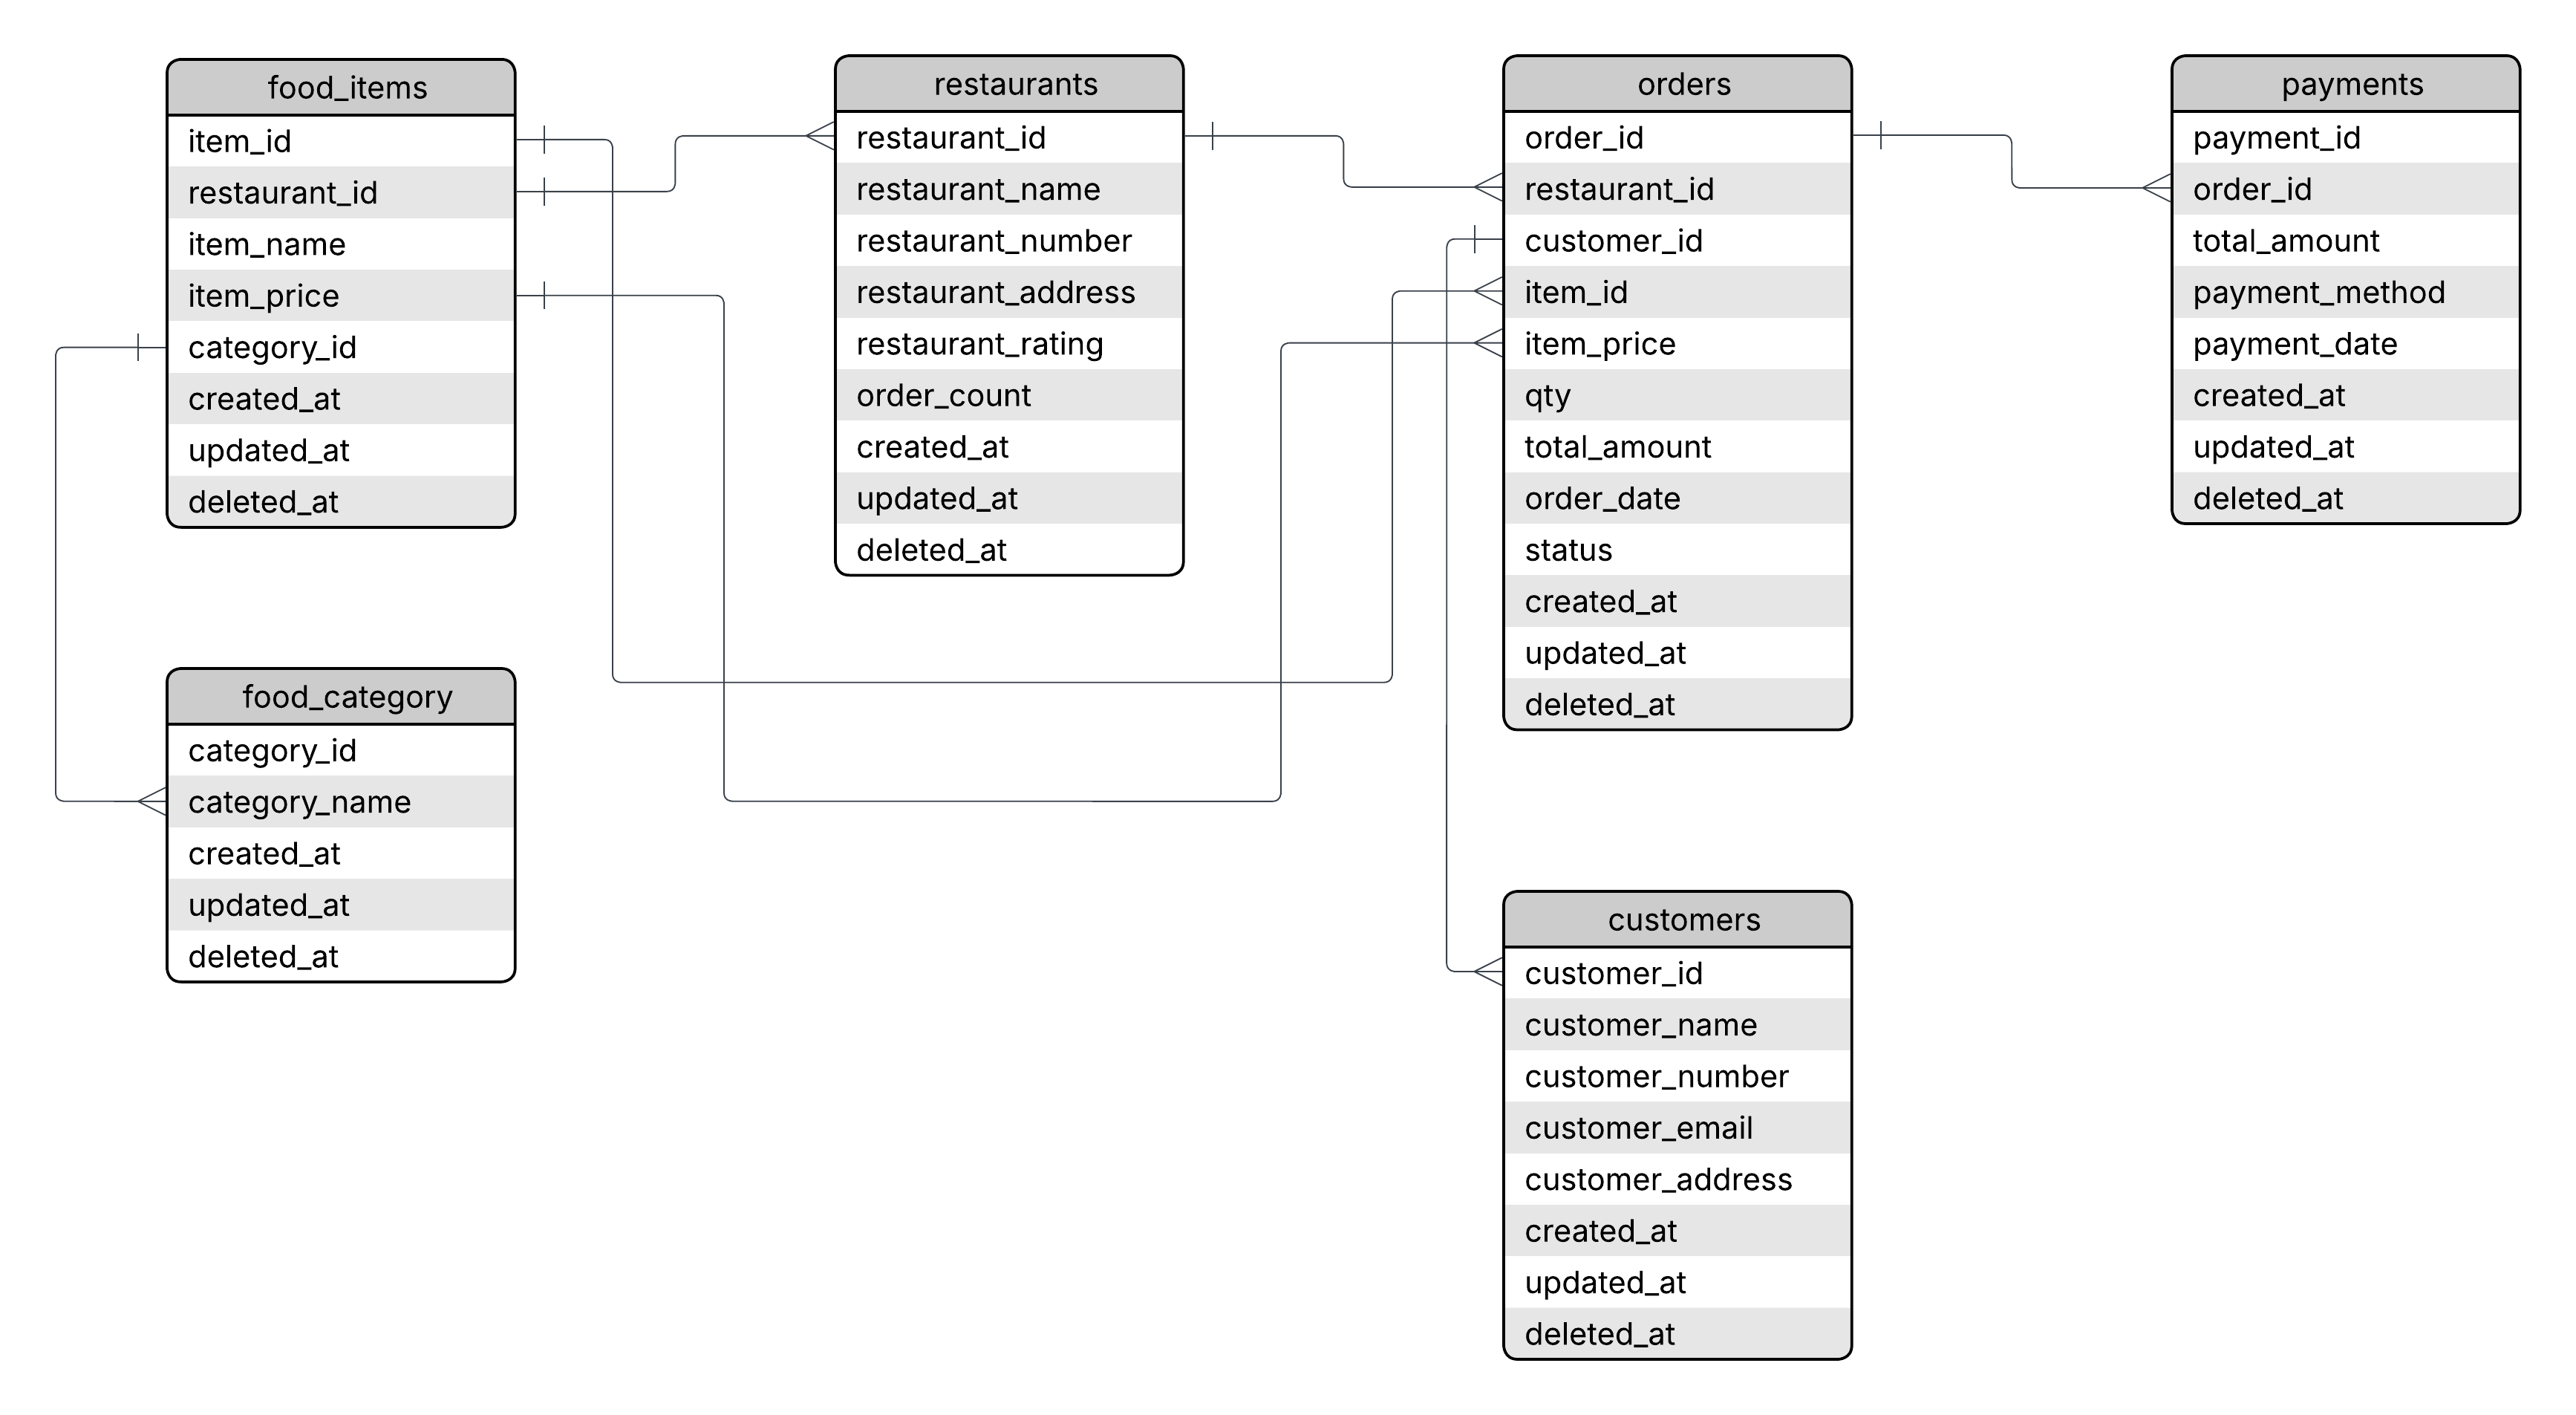 food_items
item_id
restaurant_id
item_name
item_price
category_id
created_at
updated_at
deleted_at
restaurants
restaurant_id
restaurant_name
restaurant_number
restaurant_address
restaurant_rating
order_count
created_at
updated_at
deleted_at
orders
order_id
restaurant_id
customer_id
item_id
item_price
qty
total_amount
order_date
status
created_at
updated_at
deleted_at
payments
payment_id
order_id
total_amount
payment_method
payment_date
created_at
updated_at
deleted_at
food_category
category_id
category_name
created_at
updated_at
deleted_at
customers
customer_id
customer_name
customer_number
customer_email
customer_address
created_at
updated_at
deleted_at